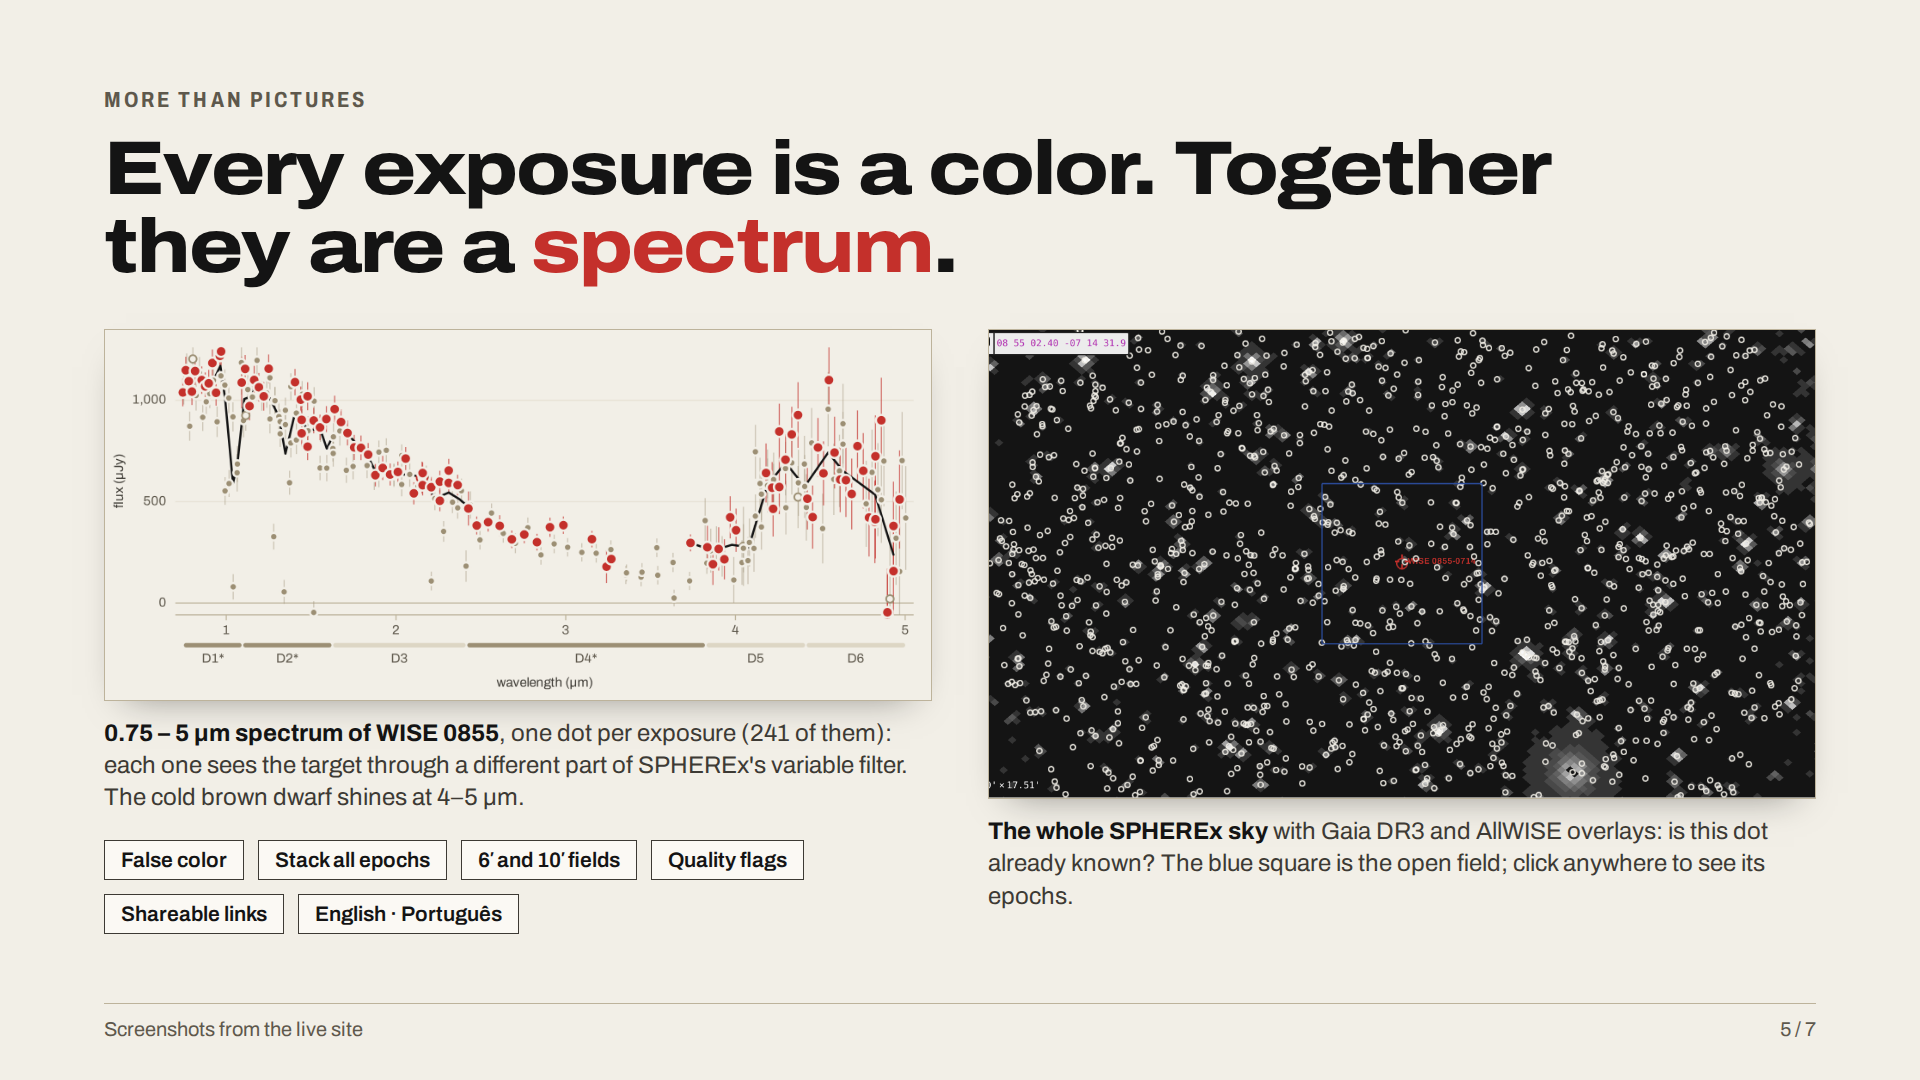 MORE THAN PICTURES
Every exposure is a color. Together
they are a spectrum.
1,000
500
0
flux (µJy)
1
2
3
4
5
D1*
D2*
D3
D4*
D5
D6
wavelength (µm)
0.75 – 5 µm spectrum of WISE 0855, one dot per exposure (241 of them):
each one sees the target through a different part of SPHEREx's variable filter.
The cold brown dwarf shines at 4–5 µm.
False color
Stack all epochs
6′ and 10′ fields
Quality flags
Shareable links
English · Português
08 55 02.40 -07 14 31.9
WISE 0855-0714
' × 17.51'
The whole SPHEREx sky with Gaia DR3 and AllWISE overlays: is this dot
already known? The blue square is the open field; click anywhere to see its
epochs.
Screenshots from the live site
5 / 7